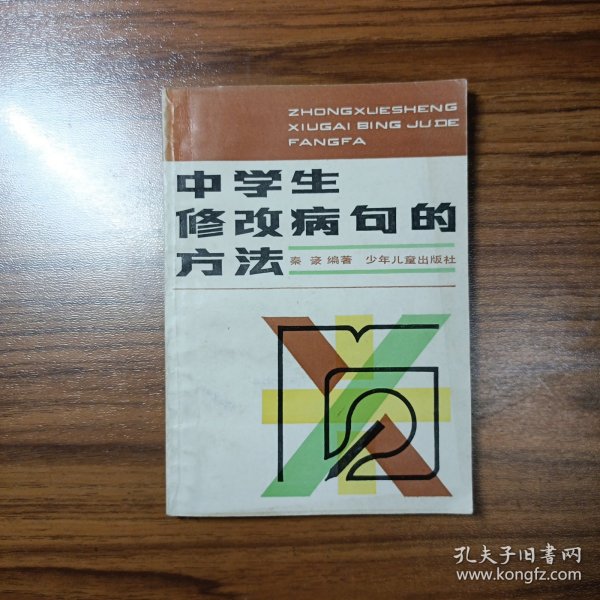 ZHONGXUESHENG
XIUGAI BING JU DE
FANGFA
中学生
修改病句的
方法
秦 豪 编著 少年儿童出版社
孔夫子旧书网
www.kongfz.com